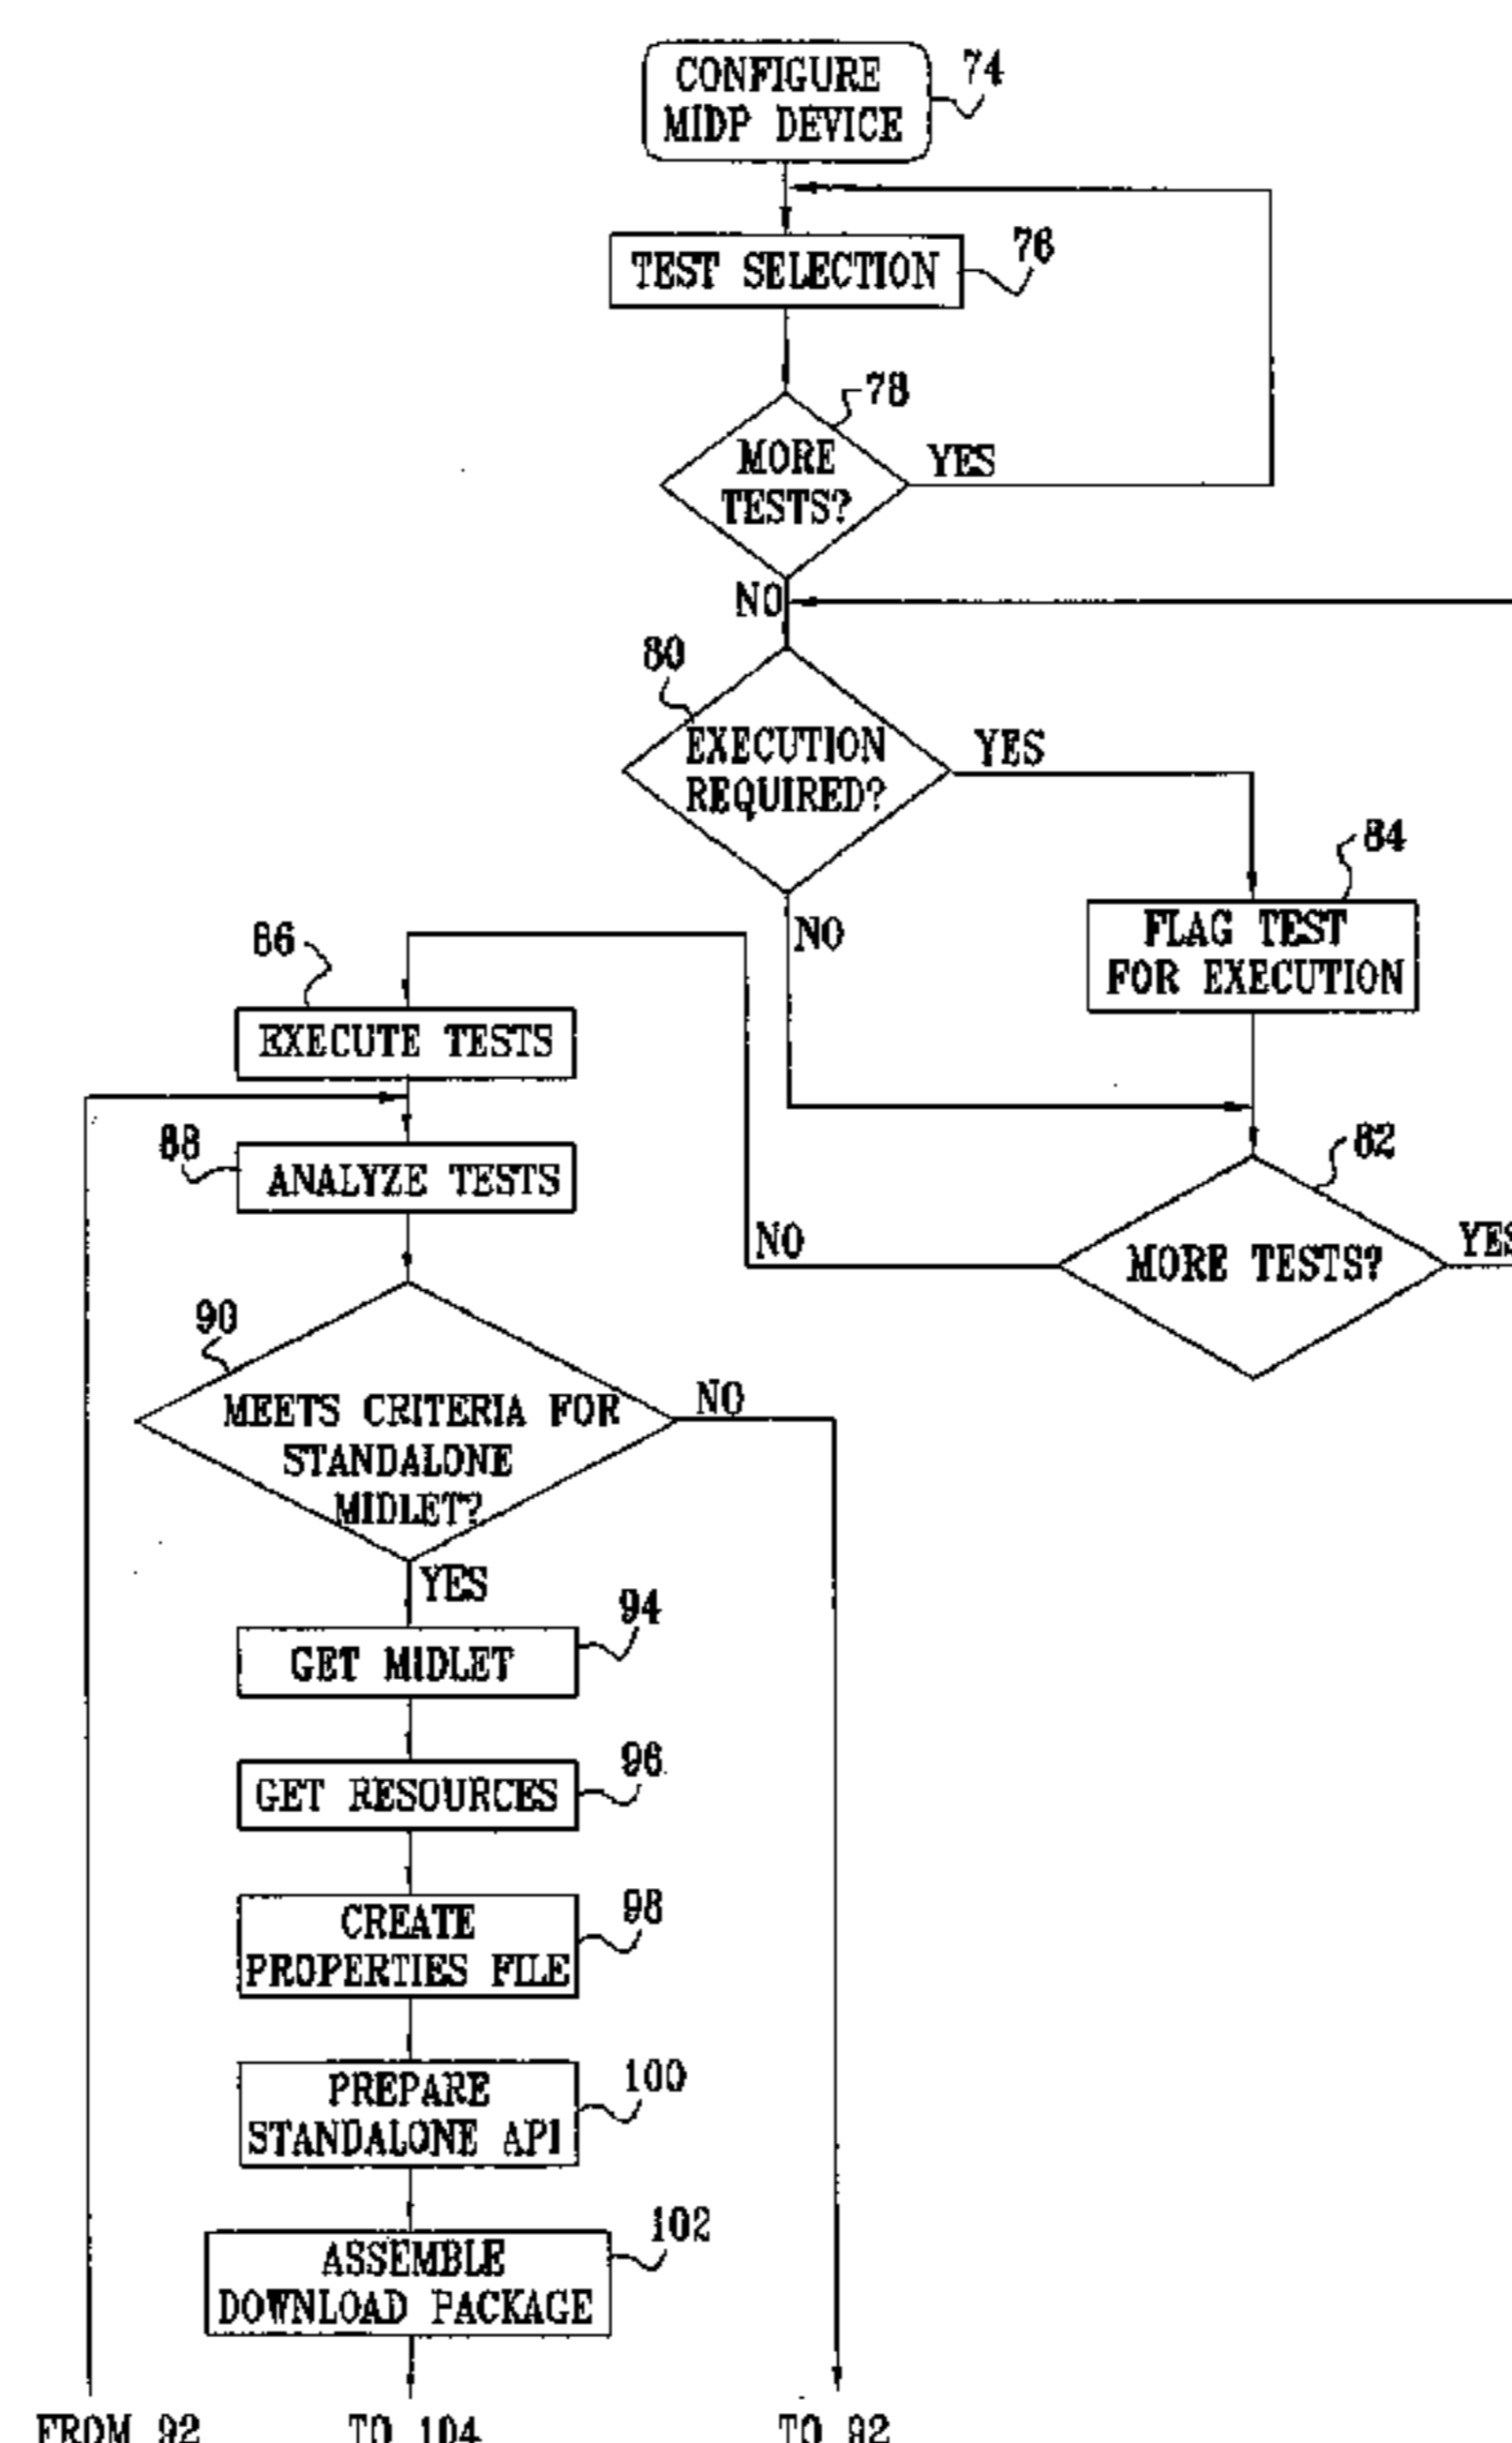 CONFIGURE
MIDP DEVICE
74
TEST SELECTION
76
78
MORE
TESTS?
YES
NO
80
EXECUTION
REQUIRED?
YES
84
FLAG TEST
FOR EXECUTION
NO
86
EXECUTE TESTS
88
ANALYZE TESTS
82
MORE TESTS?
YES
NO
90
MEETS CRITERIA FOR
STANDALONE
MIDLET?
NO
YES
94
GET MIDLET
96
GET RESOURCES
98
CREATE
PROPERTIES FILE
100
PREPARE
STANDALONE API
102
ASSEMBLE
DOWNLOAD PACKAGE
FROM 92
TO 104
TO 92